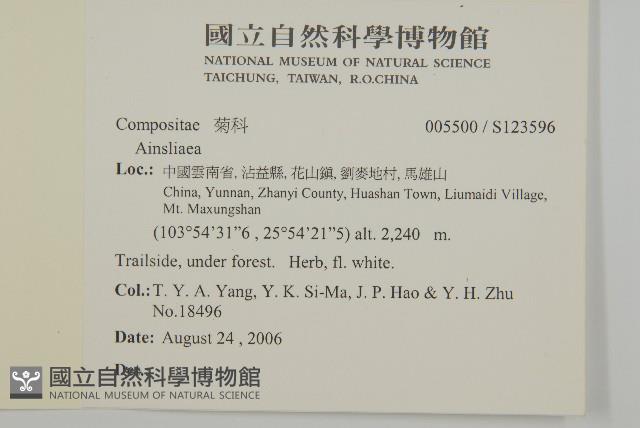 國立自然科學博物館
NATIONAL MUSEUM OF NATURAL SCIENCE
TAICHUNG, TAIWAN, R.O.CHINA
Compositae 菊科 005500 / S123596
Ainsliaea
Loc.: 中國雲南省, 沾益縣, 花山鎮, 劉麥地村, 馬雄山
China, Yunnan, Zhanyi County, Huashan Town, Liumaidi Village,
Mt. Maxungshan
(103°54'31”6 , 25°54'21”5) alt. 2,240 m.
Trailside, under forest. Herb, fl. white.
Col.: T. Y. A. Yang, Y. K. Si-Ma, J. P. Hao & Y. H. Zhu
No.18496
Date: August 24 , 2006
Det.
國立自然科學博物館
NATIONAL MUSEUM OF NATURAL SCIENCE